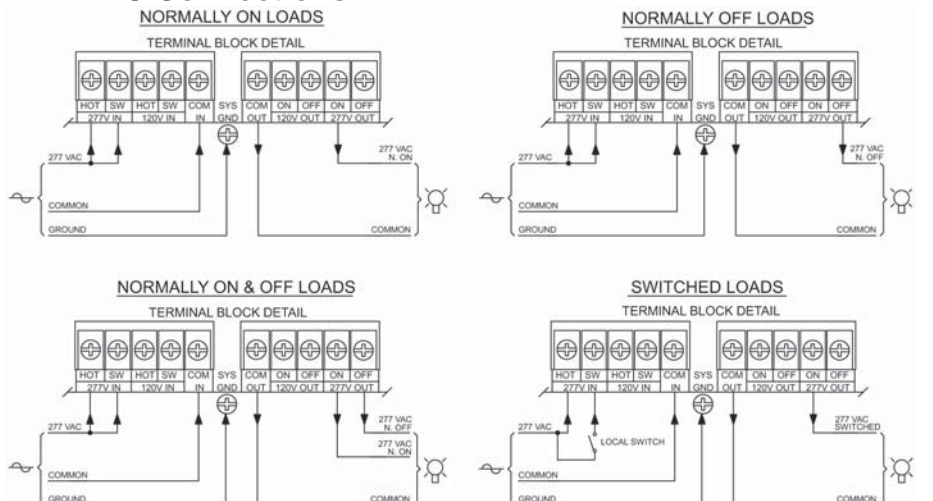 NORMALLY ON LOADS
TERMINAL BLOCK DETAIL
HOT SW HOT SW COM SYS COM ON OFF ON OFF
277V IN 120V IN IN GND OUT 120V OUT 277V OUT
277 VAC
277 VAC
N. ON
COMMON
GROUND
COMMON
NORMALLY OFF LOADS
TERMINAL BLOCK DETAIL
HOT SW HOT SW COM SYS COM ON OFF ON OFF
277V IN 120V IN IN GND OUT 120V OUT 277V OUT
277 VAC
277 VAC
N. OFF
COMMON
GROUND
COMMON
NORMALLY ON & OFF LOADS
TERMINAL BLOCK DETAIL
HOT SW HOT SW COM SYS COM ON OFF ON OFF
277V IN 120V IN IN GND OUT 120V OUT 277V OUT
277 VAC
277 VAC
N. OFF
277 VAC
N. ON
COMMON
GROUND
COMMON
SWITCHED LOADS
TERMINAL BLOCK DETAIL
HOT SW HOT SW COM SYS COM ON OFF ON OFF
277V IN 120V IN IN GND OUT 120V OUT 277V OUT
277 VAC
277 VAC
SWITCHED
LOCAL SWITCH
COMMON
GROUND
COMMON